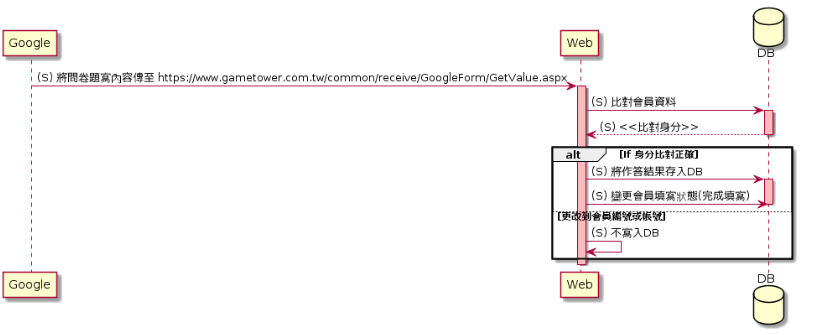 Google
Web
DB
(S) 將問卷題寫內容傳至 https://www.gametower.com.tw/common/receive/GoogleForm/GetValue.aspx
(S) 比對會員資料
(S) <<比對身分>>
alt [If 身分比對正確]
(S) 將作答結果存入DB
(S) 變更會員填寫狀態(完成填寫)
[更改到會員編號或帳號]
(S) 不寫入DB
Google
Web
DB